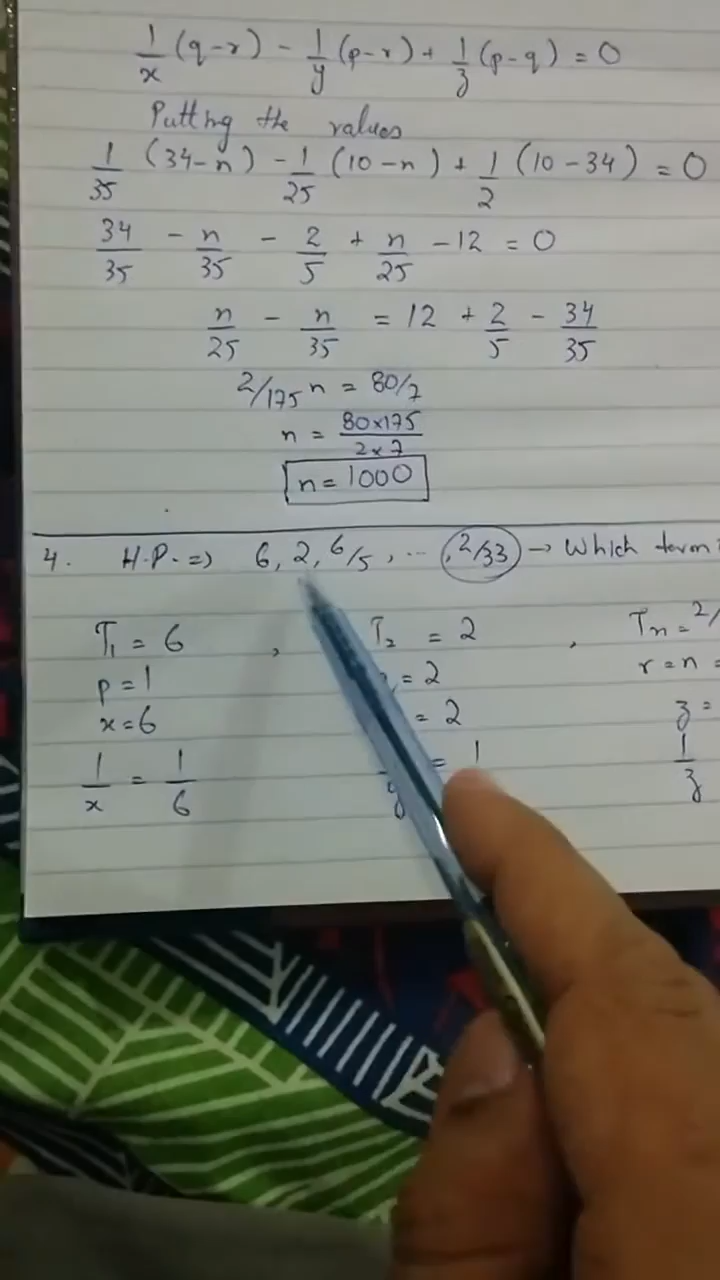 1/x (q-r) - 1/y (p-r) + 1/z (p-q) = 0
Putting the values
1/35 (34-n) - 1/25 (10-n) + 1/2 (10-34) = 0
34/35 - n/35 - 2/5 + n/25 - 12 = 0
n/25 - n/35 = 12 + 2/5 - 34/35
2/175 n = 80/7
n = 80×175/2×7
n = 1000
4. H.P. => 6, 2, 6/5, ... , 2/33 → Which term
T₁ = 6 , T₂ = 2 , Tₙ = 2/
p = 1 = 2 r = n =
x = 6 = 2 z =
1/x = 1/6 y = 1 1/z